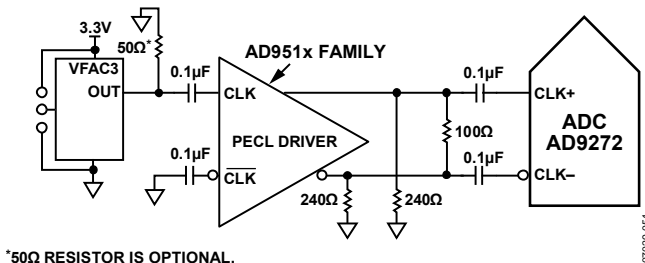 3.3V
50Ω*
VFAC3
OUT
0.1µF
AD951x FAMILY
CLK
PECL DRIVER
0.1µF
CLK
240Ω
240Ω
100Ω
0.1µF
0.1µF
CLK+
ADC
AD9272
CLK–
*50Ω RESISTOR IS OPTIONAL.